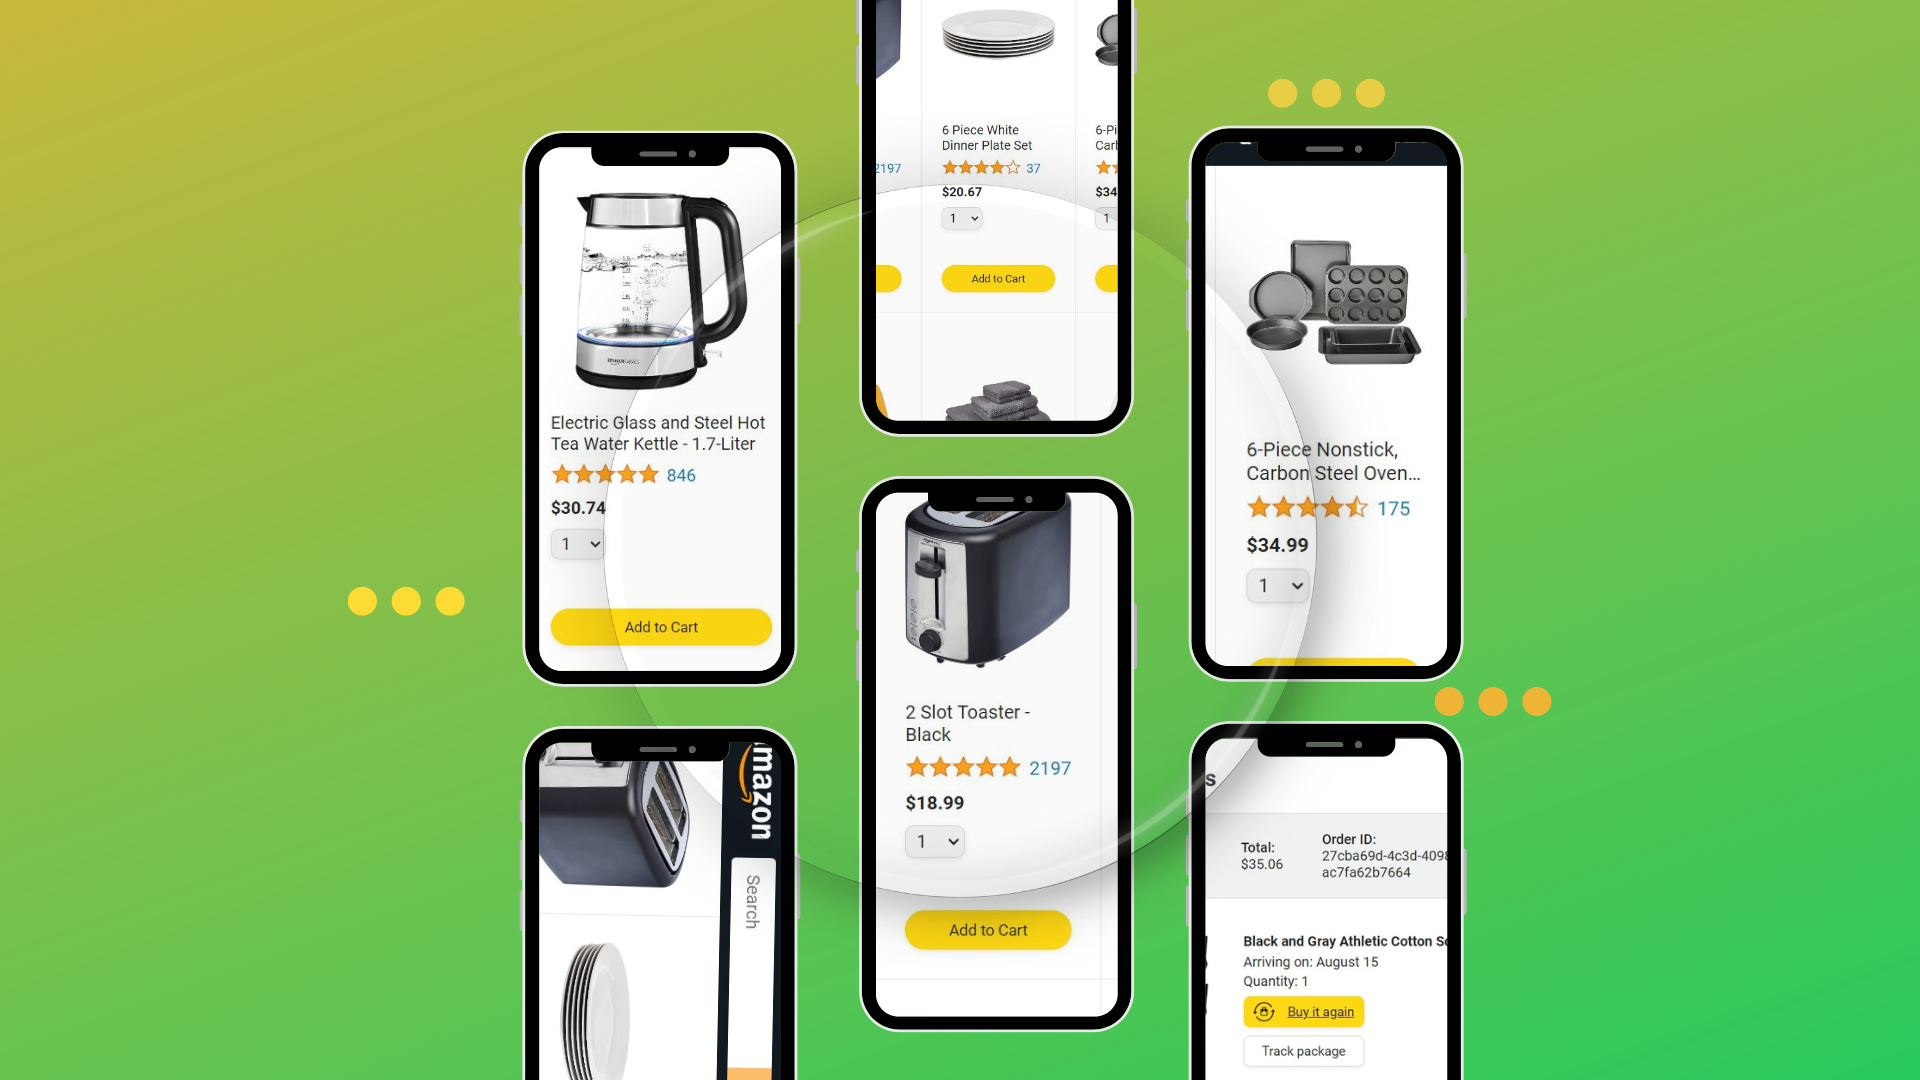 6 Piece White
Dinner Plate Set
37
$20.67
1
Add to Cart
2197
6-Pi
Carb
$34
1
Electric Glass and Steel Hot
Tea Water Kettle - 1.7-Liter
846
$30.74
1
Add to Cart
6-Piece Nonstick,
Carbon Steel Oven...
175
$34.99
1
2 Slot Toaster -
Black
2197
$18.99
1
Add to Cart
mazon
Search
s
Total:
$35.06
Order ID:
27cba69d-4c3d-4098
ac7fa62b7664
Black and Gray Athletic Cotton So
Arriving on: August 15
Quantity: 1
Buy it again
Track package